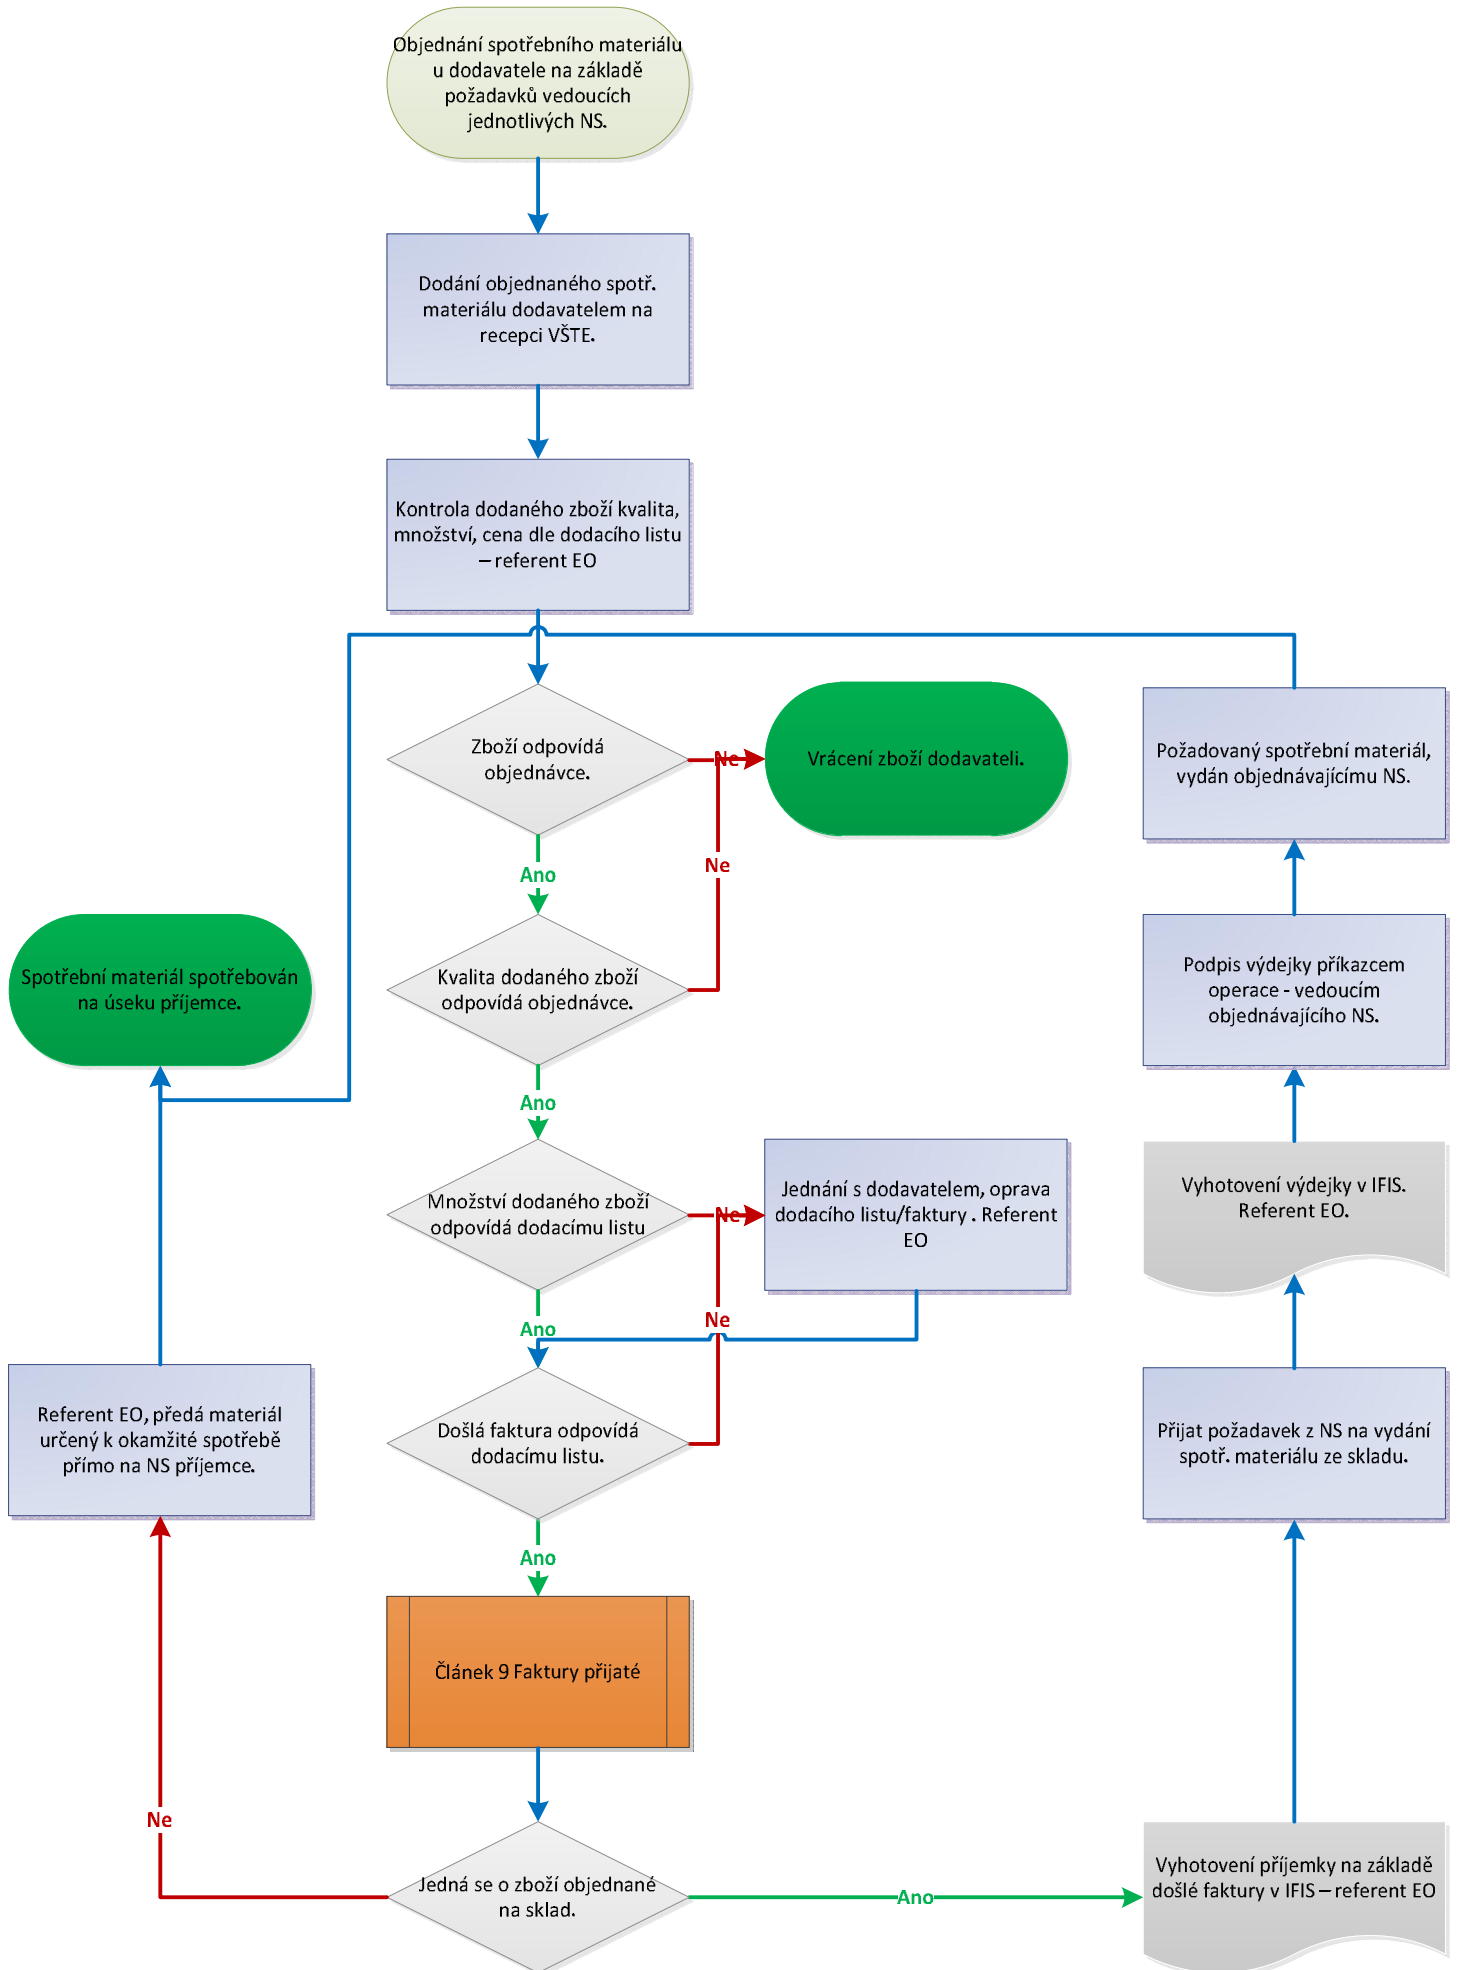 Objednání spotřebního materiálu
u dodavatele na základě
požadavků vedoucích
jednotlivých NS.
Dodání objednaného spotř.
materiálu dodavatelem na
recepci VŠTE.
Kontrola dodaného zboží kvalita,
množství, cena dle dodacího listu
– referent EO
Zboží odpovídá
objednávce.
Ne
Vrácení zboží dodavateli.
Požadovaný spotřební materiál,
vydán objednávajícímu NS.
Ano
Ne
Kvalita dodaného zboží
odpovídá objednávce.
Spotřební materiál spotřebován
na úseku příjemce.
Podpis výdejky příkazcem
operace - vedoucím
objednávajícího NS.
Ano
Množství dodaného zboží
odpovídá dodacímu listu
Ne
Jednání s dodavatelem, oprava
dodacího listu/faktury . Referent
EO
Vyhotovení výdejky v IFIS.
Referent EO.
Ano
Ne
Došlá faktura odpovídá
dodacímu listu.
Referent EO, předá materiál
určený k okamžité spotřebě
přímo na NS příjemce.
Přijat požadavek z NS na vydání
spotř. materiálu ze skladu.
Ano
Článek 9 Faktury přijaté
Ne
Jedná se o zboží objednané
na sklad.
Ano
Vyhotovení příjemky na základě
došlé faktury v IFIS – referent EO